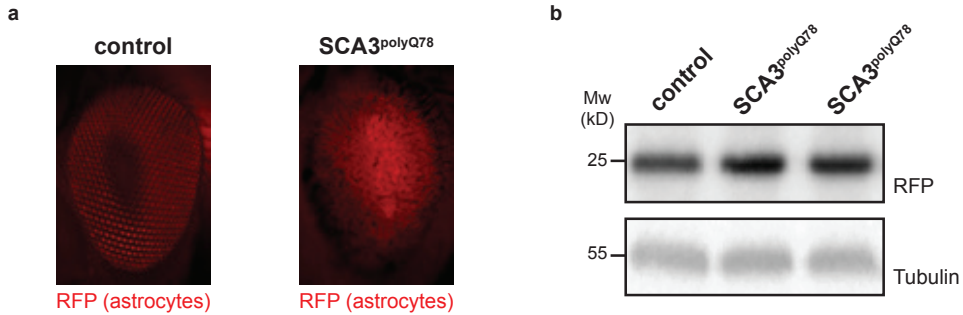 a
control
SCA3polyQ78
RFP (astrocytes)
RFP (astrocytes)
b
control
SCA3polyQ78
SCA3polyQ78
Mw
(kD)
25
RFP
55
Tubulin